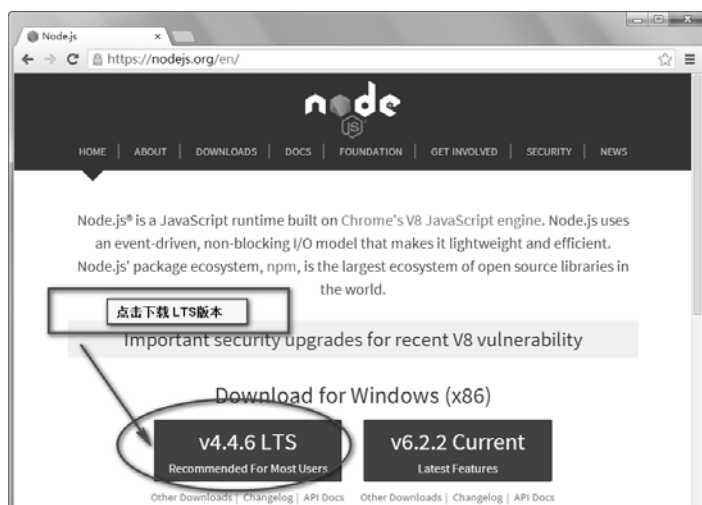 Node.js
https://nodejs.org/en/
node
JS
HOME | ABOUT | DOWNLOADS | DOCS | FOUNDATION | GET INVOLVED | SECURITY | NEWS
Node.js® is a JavaScript runtime built on Chrome's V8 JavaScript engine. Node.js uses
an event-driven, non-blocking I/O model that makes it lightweight and efficient.
Node.js' package ecosystem, npm, is the largest ecosystem of open source libraries in
the world.
点击下载 LTS版本
Important security upgrades for recent V8 vulnerability
Download for Windows (x86)
v4.4.6 LTS
Recommended For Most Users
v6.2.2 Current
Latest Features
Other Downloads | Changelog | API Docs
Other Downloads | Changelog | API Docs